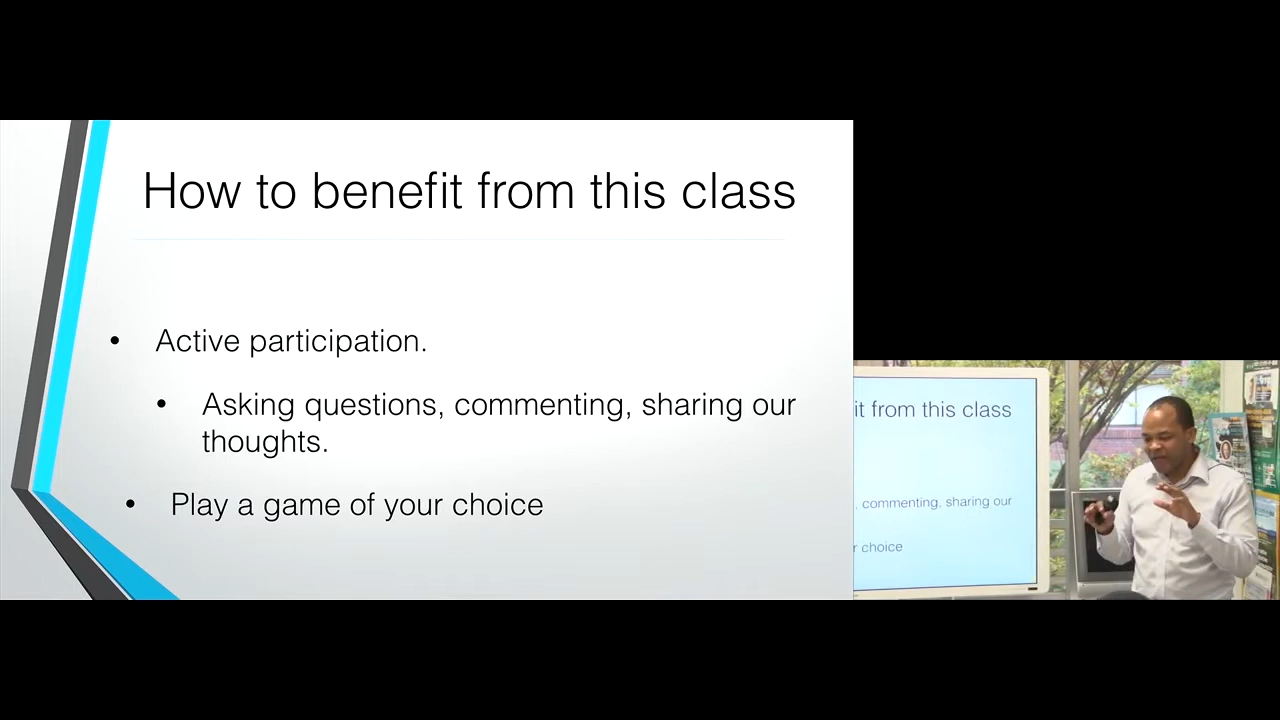 How to benefit from this class
• Active participation.
• Asking questions, commenting, sharing our
thoughts.
• Play a game of your choice
it from this class
, commenting, sharing our
r choice